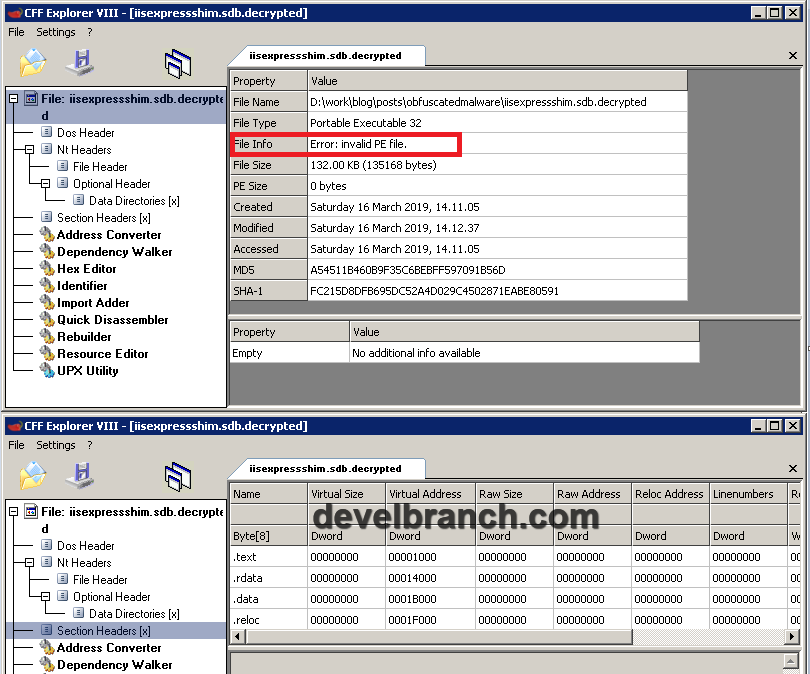 CFF Explorer VIII - [iisexpressshim.sdb.decrypted]
File Settings ?
iisexpressshim.sdb.decrypted
File: iisexpressshim.sdb.decrypte
d
Dos Header
Nt Headers
File Header
Optional Header
Data Directories [x]
Section Headers [x]
Address Converter
Dependency Walker
Hex Editor
Identifier
Import Adder
Quick Disassembler
Rebuilder
Resource Editor
UPX Utility
Property Value
File Name D:\work\blog\posts\obfuscatedmalware\iisexpressshim.sdb.decrypted
File Type Portable Executable 32
File Info Error: invalid PE file.
File Size 132.00 KB (135168 bytes)
PE Size 0 bytes
Created Saturday 16 March 2019, 14.11.05
Modified Saturday 16 March 2019, 14.12.37
Accessed Saturday 16 March 2019, 14.11.05
MD5 A54511B460B9F35C6BEBFF597091B56D
SHA-1 FC215D8DFB695DC52A4D029C4502871EABE80591
Property Value
Empty No additional info available
CFF Explorer VIII - [iisexpressshim.sdb.decrypted]
File Settings ?
iisexpressshim.sdb.decrypted
File: iisexpressshim.sdb.decrypte
d
Dos Header
Nt Headers
File Header
Optional Header
Data Directories [x]
Section Headers [x]
Address Converter
Dependency Walker
Name Virtual Size Virtual Address Raw Size Raw Address Reloc Address Linenumbers
develbranch.com
Byte[8] Dword Dword Dword Dword Dword Dword
.text 00000000 00001000 00000000 00000000 00000000 00000000
.rdata 00000000 00014000 00000000 00000000 00000000 00000000
.data 00000000 0001B000 00000000 00000000 00000000 00000000
.reloc 00000000 0001F000 00000000 00000000 00000000 00000000